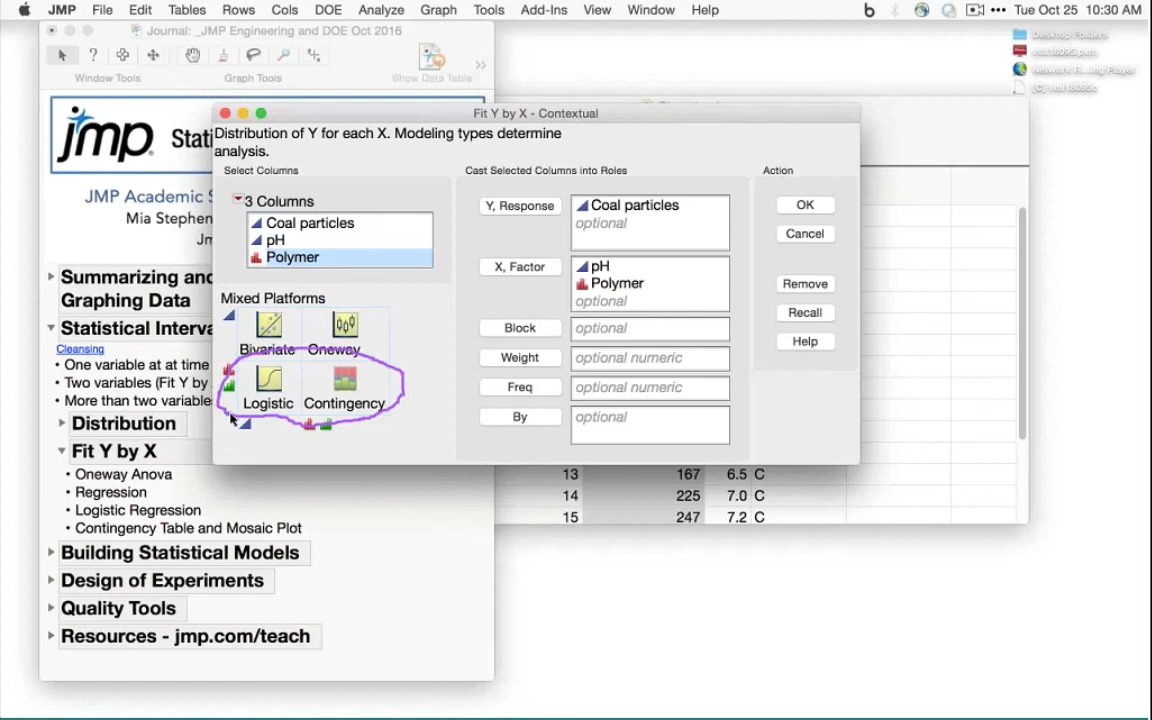 JMP File Edit Tables Rows Cols DOE Analyze Graph Tools Add-Ins View Window Help Tue Oct 25 10:30 AM
Journal: _JMP Engineering and DOE Oct 2016
Window Tools Graph Tools Show Data Table
Desktop Folders
jmp Stati
JMP Academic S
Mia Stephen
Summarizing and
Graphing Data
Statistical Interva
Cleansing
• One variable at at time
• Two variables (Fit Y by
• More than two variables
Distribution
Fit Y by X
• Oneway Anova
• Regression
• Logistic Regression
• Contingency Table and Mosaic Plot
Building Statistical Models
Design of Experiments
Quality Tools
Resources - jmp.com/teach
Fit Y by X - Contextual
Distribution of Y for each X. Modeling types determine
analysis.
Select Columns
3 Columns
Coal particles
pH
Polymer
Mixed Platforms
Bivariate Oneway
Logistic Contingency
Cast Selected Columns into Roles
Y, Response Coal particles
optional
X, Factor pH
Polymer
optional
Block optional
Weight optional numeric
Freq optional numeric
By optional
Action
OK
Cancel
Remove
Recall
Help
13 167 6.5 C
14 225 7.0 C
15 247 7.2 C